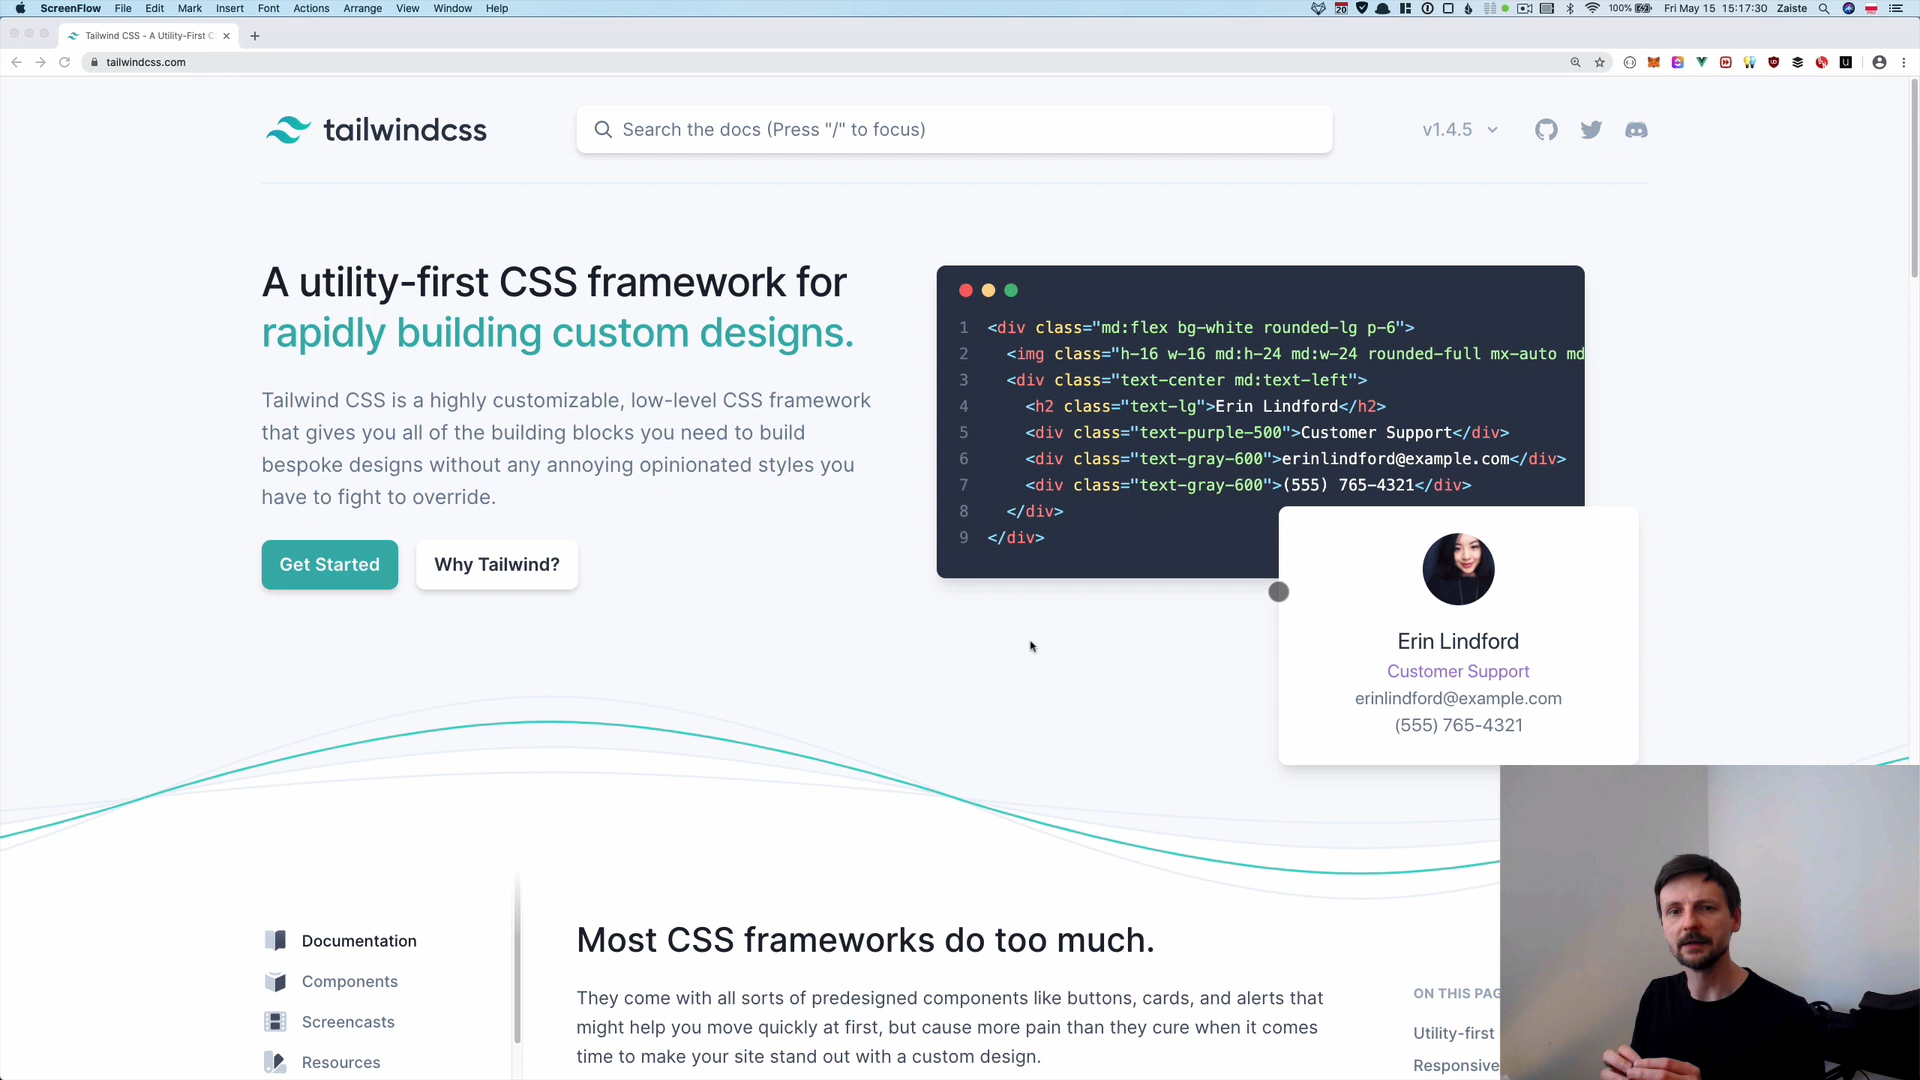 ScreenFlow File Edit Mark Insert Font Actions Arrange View Window Help
20 100% Fri May 15 15:17:30 Zaiste
Tailwind CSS - A Utility-First C
tailwindcss.com
tailwindcss
Search the docs (Press "/" to focus)
v1.4.5
A utility-first CSS framework for
rapidly building custom designs.
Tailwind CSS is a highly customizable, low-level CSS framework
that gives you all of the building blocks you need to build
bespoke designs without any annoying opinionated styles you
have to fight to override.
Get Started
Why Tailwind?
1 <div class="md:flex bg-white rounded-lg p-6">
2 <img class="h-16 w-16 md:h-24 md:w-24 rounded-full mx-auto md
3 <div class="text-center md:text-left">
4 <h2 class="text-lg">Erin Lindford</h2>
5 <div class="text-purple-500">Customer Support</div>
6 <div class="text-gray-600">erinlindford@example.com</div>
7 <div class="text-gray-600">(555) 765-4321</div>
8 </div>
9 </div>
Erin Lindford
Customer Support
erinlindford@example.com
(555) 765-4321
Documentation
Components
Screencasts
Resources
Most CSS frameworks do too much.
They come with all sorts of predesigned components like buttons, cards, and alerts that
might help you move quickly at first, but cause more pain than they cure when it comes
time to make your site stand out with a custom design.
ON THIS PAG
Utility-first
Responsive